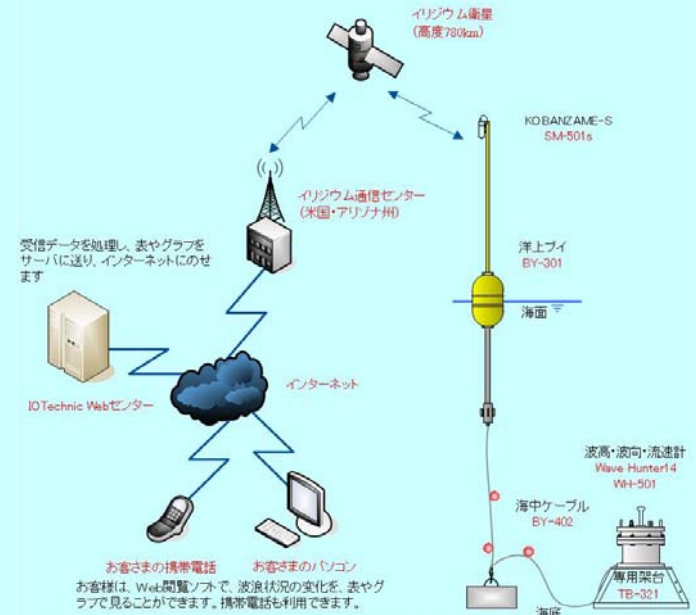 イリジウム衛星
(高度780km)
KOBANZAME-S
SM-501s
イリジウム通信センター
(米国・アリゾナ州)
受信データを処理し、表やグラフを
サーバに送り、インターネットにのせ
ます
洋上ブイ
BY-301
海面
インターネット
IOTechnic Webセンター
波高・波向・流速計
Wave Hunter14
WH-501
海中ケーブル
BY-402
お客さまの携帯電話
お客さまのパソコン
お客様は、Web閲覧ソフトで、波浪状況の変化を、表やグ
ラフで見ることができます。携帯電話も利用できます。
専用架台
TB-321
海底